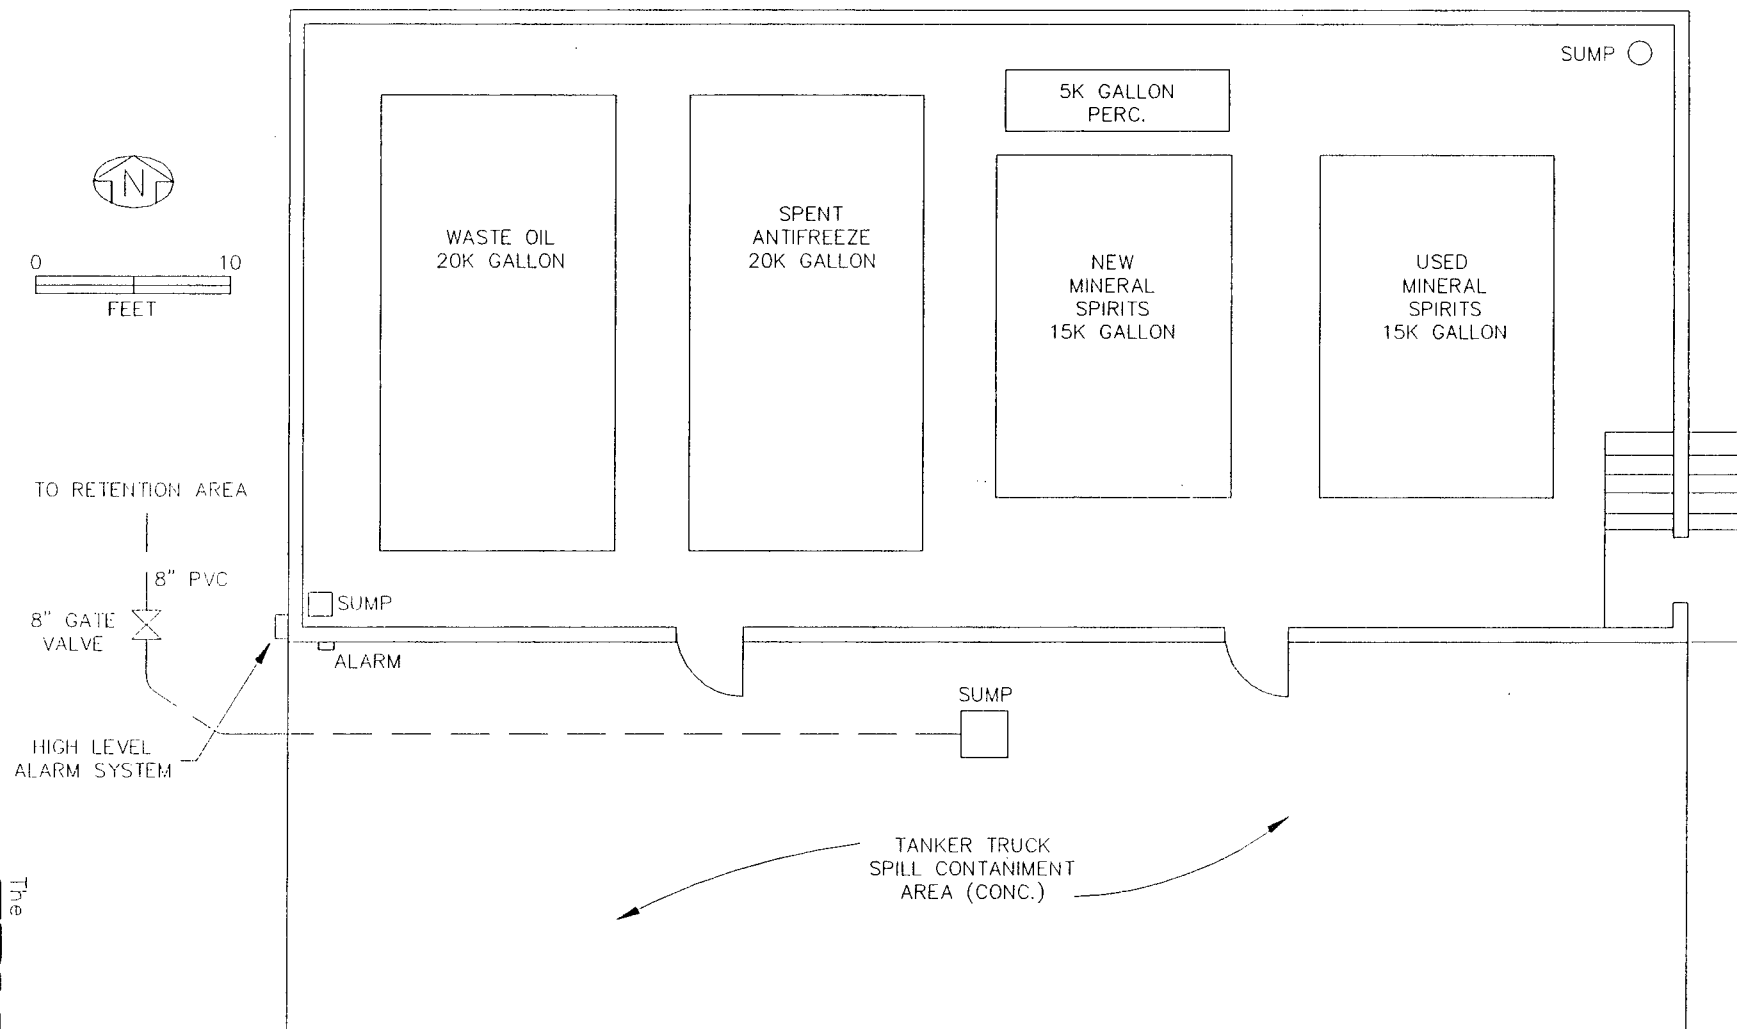 SUMP
5K GALLON
PERC.
WASTE OIL
20K GALLON
SPENT
ANTIFREEZE
20K GALLON
NEW
MINERAL
SPIRITS
15K GALLON
USED
MINERAL
SPIRITS
15K GALLON
N
0 10
FEET
TO RETENTION AREA
8" PVC
8" GATE
VALVE
SUMP
ALARM
SUMP
HIGH LEVEL
ALARM SYSTEM
TANKER TRUCK
SPILL CONTANIMENT
AREA (CONC.)
The